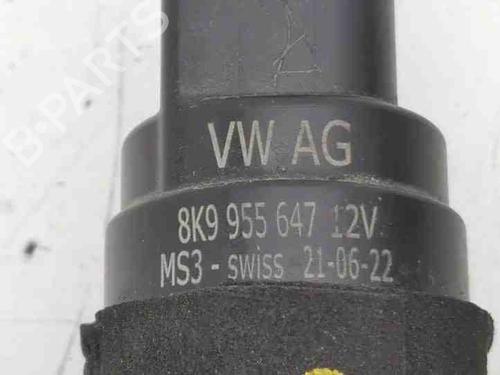 B-PARTS
VW AG
8K9 955 647 12V
MS3 - swiss 21-06-22